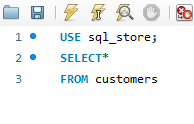 1 USE sql_store;
2 SELECT*
3 FROM customers